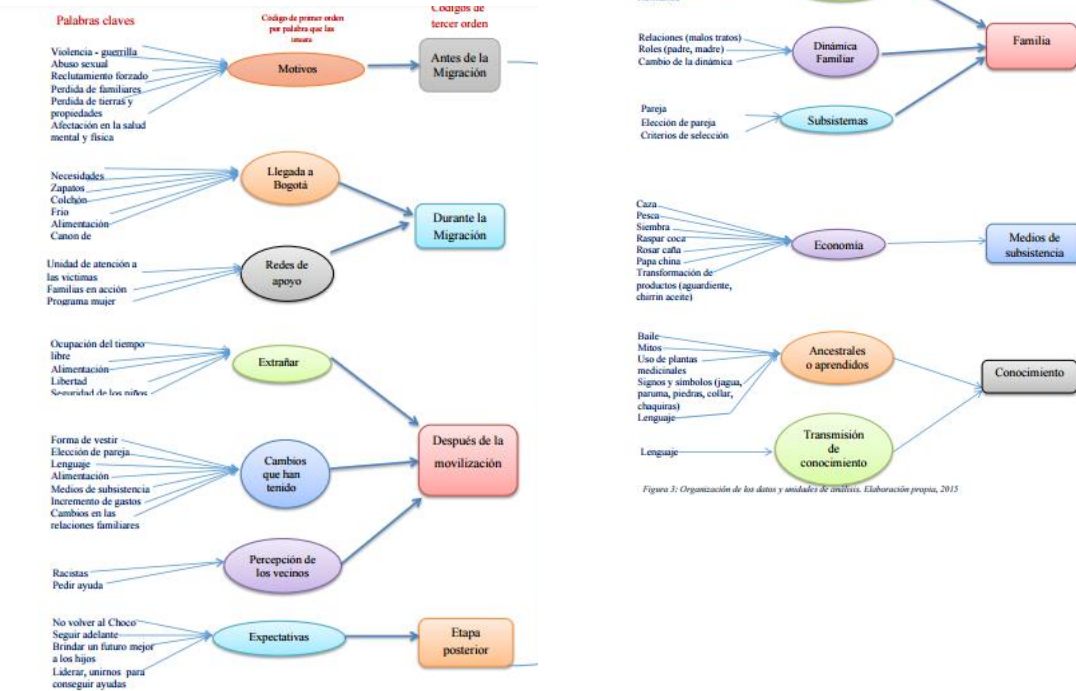 Palabras claves
Código de primer orden
por palabra que las
Códigos de
tercer orden
Violencia - guerrilla
Abuso sexual
Reclutamiento forzado
Perdida de familiares
Perdida de tierras y
propiedades
Afectación en la salud
mental y física
Motivos
Antes de la
Migración
Necesidades
Zapatos
Colchón
Frio
Alimentación
Canon de
Llegada a
Bogotá
Unidad de atención a
las victimas
Familias en acción
Programa mujer
Redes de
apoyo
Durante la
Migración
Ocupación del tiempo
libre
Alimentación
Libertad
Seguridad de los niños
Extrañar
Forma de vestir
Elección de pareja
Lenguaje
Alimentación
Medios de subsistencia
Incremento de gastos
Cambios en las
relaciones familiares
Cambios
que han
tenido
Racistas
Pedir ayuda
Percepción de
los vecinos
Después de la
movilización
No volver al Choco
Seguir adelante
Brindar un futuro mejor
a los hijos
Liderar, unirnos para
conseguir ayudas
Expectativas
Etapa
posterior
Relaciones (malos tratos)
Roles (padre, madre)
Cambio de la dinámica
Dinámica
Familiar
Pareja
Elección de pareja
Criterios de selección
Subsistemas
Familia
Caza
Pesca
Siembra
Raspar coca
Rosar caña
Papa china
Transformación de
productos (aguardiente,
chirrin aceite)
Economía
Medios de
subsistencia
Baile
Mitos
Uso de plantas
medicinales
Signos y símbolos (jagua,
paruma, piedras, collar,
chaquiras)
Lenguaje
Ancestrales
o aprendidos
Lenguaje
Transmisión
de
conocimiento
Conocimiento
Figura 3: Organización de los datos y unidades de análisis. Elaboración propia, 2015